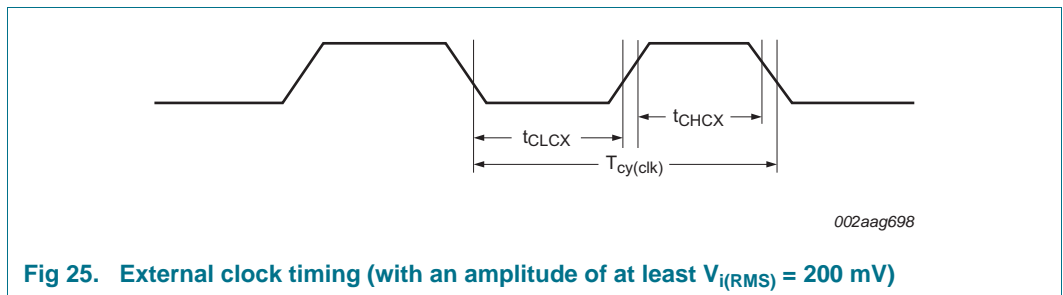 tCHCX
tCLCX
Tcy(clk)
002aag698
Fig 25. External clock timing (with an amplitude of at least Vi(RMS) = 200 mV)